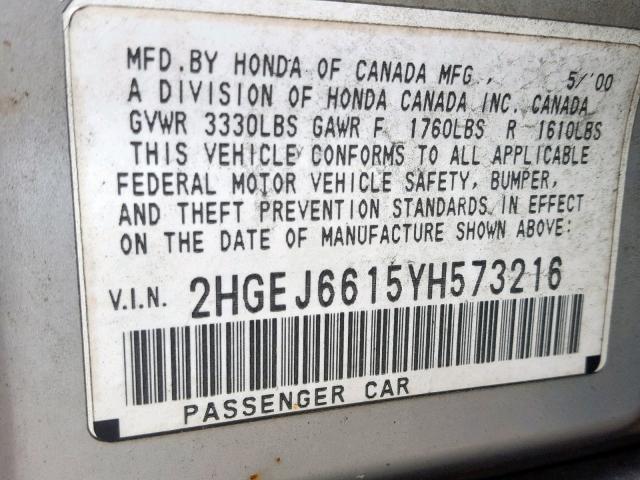 MFD.BY HONDA OF CANADA MFG., 5/'00
A DIVISION OF HONDA CANADA INC. CANADA
GVWR 3330LBS GAWR F 1760LBS R 1610LBS
THIS VEHICLE CONFORMS TO ALL APPLICABLE
FEDERAL MOTOR VEHICLE SAFETY, BUMPER,
AND THEFT PREVENTION STANDARDS IN EFFECT
ON THE DATE OF MANUFACTURE SHOWN ABOVE:
V.I.N. 2HGEJ6615YH573216
PASSENGER CAR